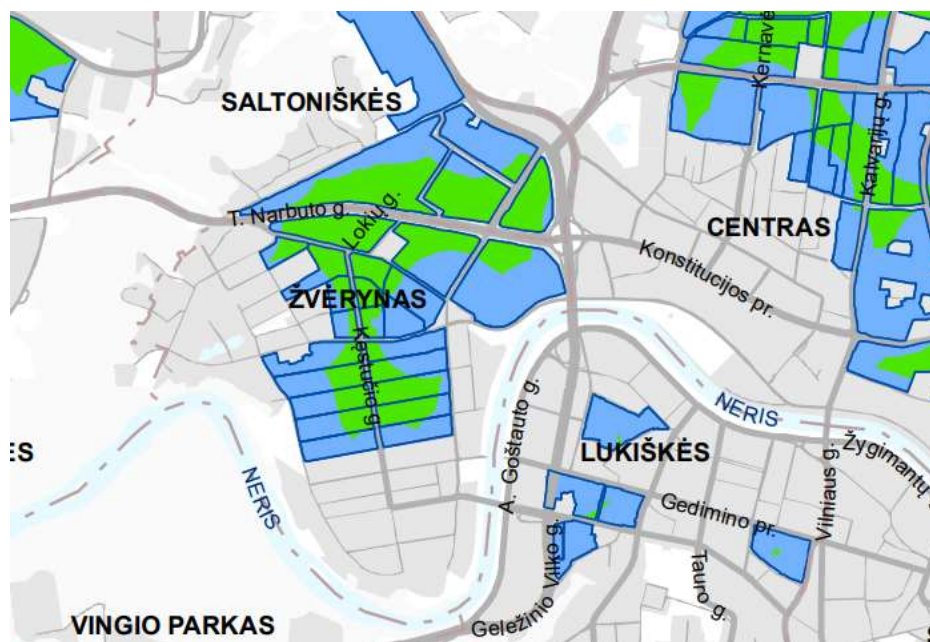 Kernavė
SALTONIŠKĖS
Kalvarijų g.
T. Narbuto g.
Lokių g.
CENTRAS
Konstitucijos pr.
ŽVĖRYNAS
Kęstučio g.
NERIS
A. Goštauto g.
LUKIŠKĖS
ES
NERIS
Žygimantų
Vilniaus g.
Gedimino pr.
Geležinio Vilko g.
Tauro g.
VINGIO PARKAS